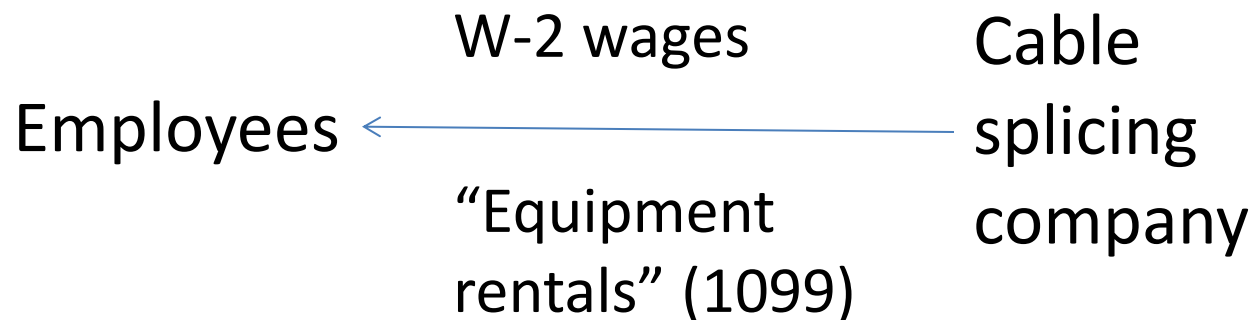 W-2 wages
Employees
“Equipment
rentals” (1099)
Cable
splicing
company